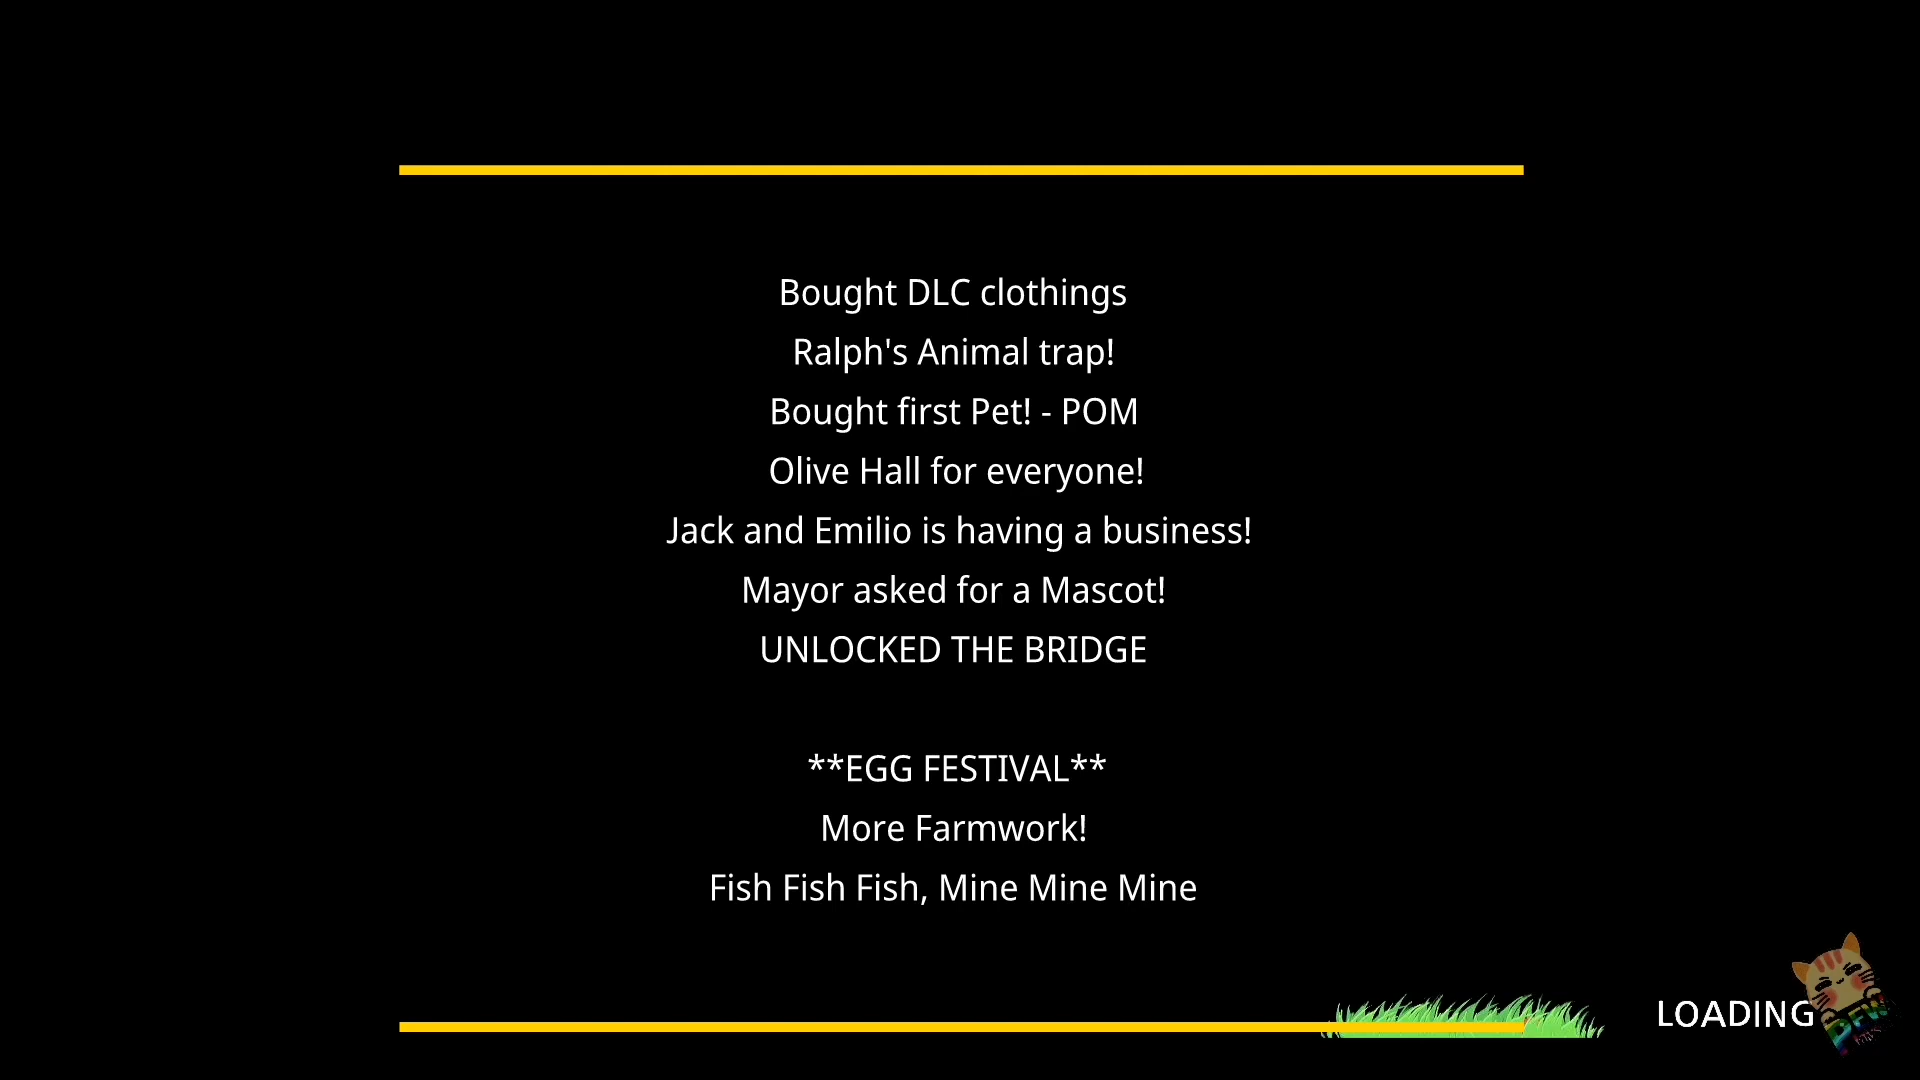 Bought DLC clothings
Ralph's Animal trap!
Bought first Pet! - POM
Olive Hall for everyone!
Jack and Emilio is having a business!
Mayor asked for a Mascot!
UNLOCKED THE BRIDGE
**EGG FESTIVAL**
More Farmwork!
Fish Fish Fish, Mine Mine Mine
LOADING